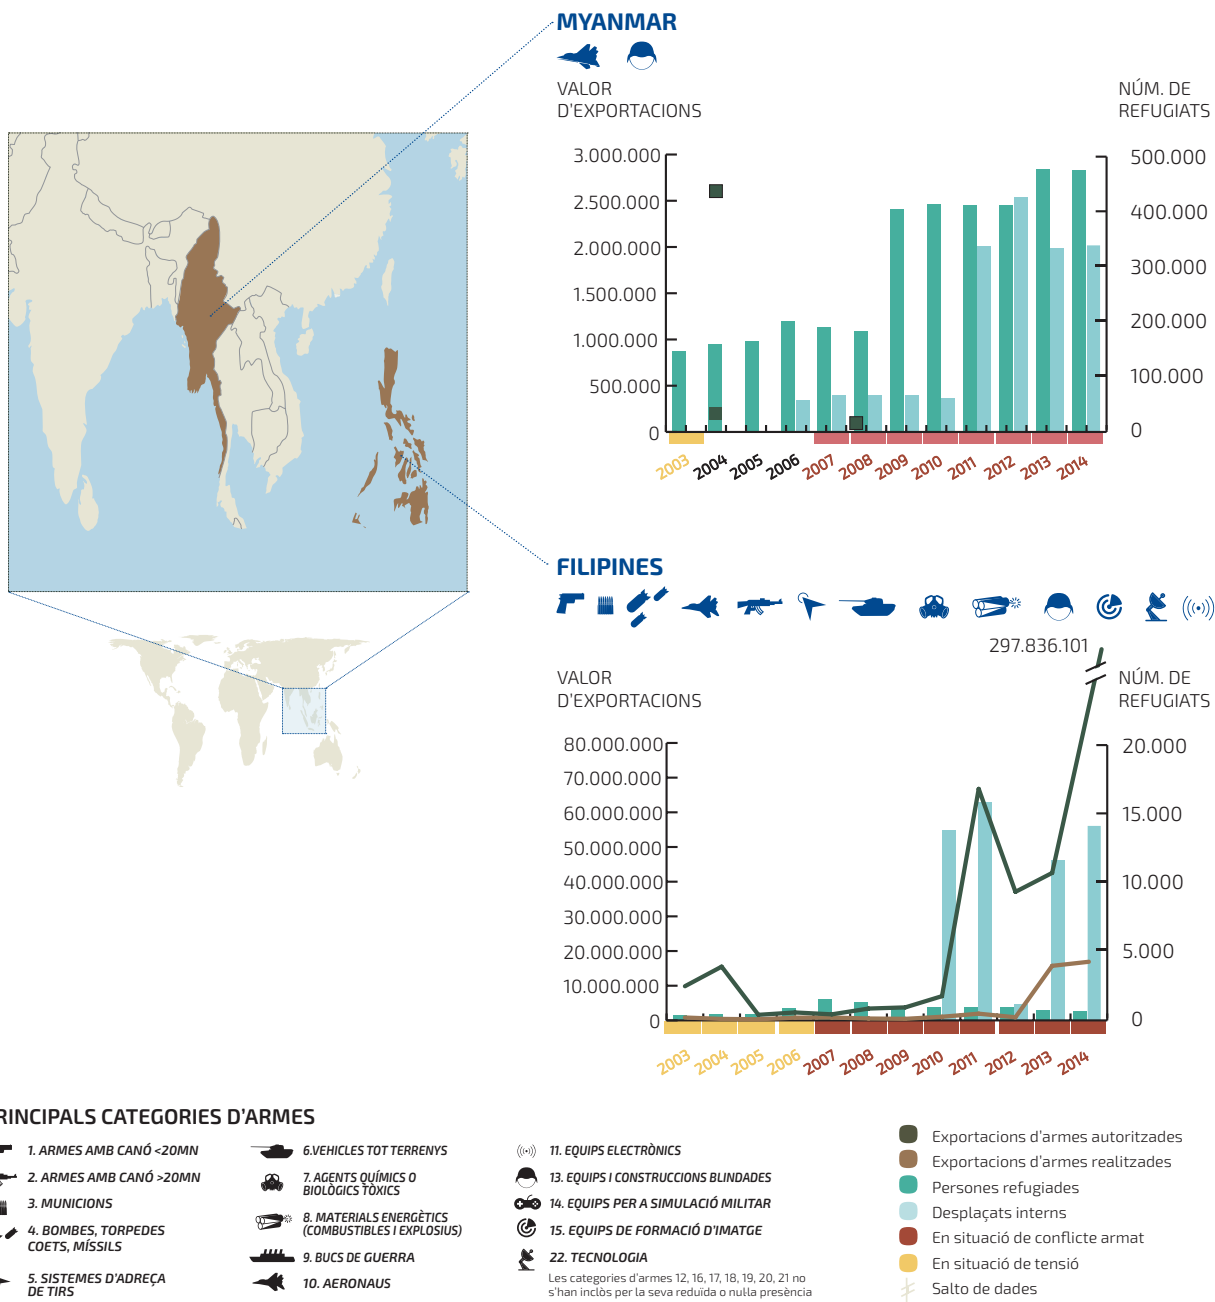 MYANMAR
VALOR
D'EXPORTACIONS
NÚM. DE
REFUGIATS
3.000.000
2.500.000
2.000.000
1.500.000
1.000.000
500.000
0
500.000
400.000
300.000
200.000
100.000
0
2003 2004 2005 2006 2007 2008 2009 2010 2011 2012 2013 2014
FILIPINES
297.836.101
VALOR
D'EXPORTACIONS
NÚM. DE
REFUGIATS
80.000.000
70.000.000
60.000.000
50.000.000
40.000.000
30.000.000
20.000.000
10.000.000
0
20.000
15.000
10.000
5.000
0
2003 2004 2005 2006 2007 2008 2009 2010 2011 2012 2013 2014
RINCIPALS CATEGORIES D'ARMES
1. ARMES AMB CANÓ <20MN
2. ARMES AMB CANÓ >20MN
3. MUNICIONS
4. BOMBES, TORPEDES
COETS, MÍSSILS
5. SISTEMES D'ADREÇA
DE TIRS
6.VEHICLES TOT TERRENYS
7. AGENTS QUÍMICS O
BIOLÒGICS TÒXICS
8. MATERIALS ENERGÈTICS
(COMBUSTIBLES I EXPLOSIUS)
9. BUCS DE GUERRA
10. AERONAUS
11. EQUIPS ELECTRÒNICS
13. EQUIPS I CONSTRUCCIONS BLINDADES
14. EQUIPS PER A SIMULACIÓ MILITAR
15. EQUIPS DE FORMACIÓ D'IMATGE
22. TECNOLOGIA
Les categories d'armes 12, 16, 17, 18, 19, 20, 21 no
s'han inclòs per la seva reduïda o nul·la presència
Exportacions d'armes autoritzades
Exportacions d'armes realitzades
Persones refugiades
Desplaçats interns
En situació de conflicte armat
En situació de tensió
Salto de dades